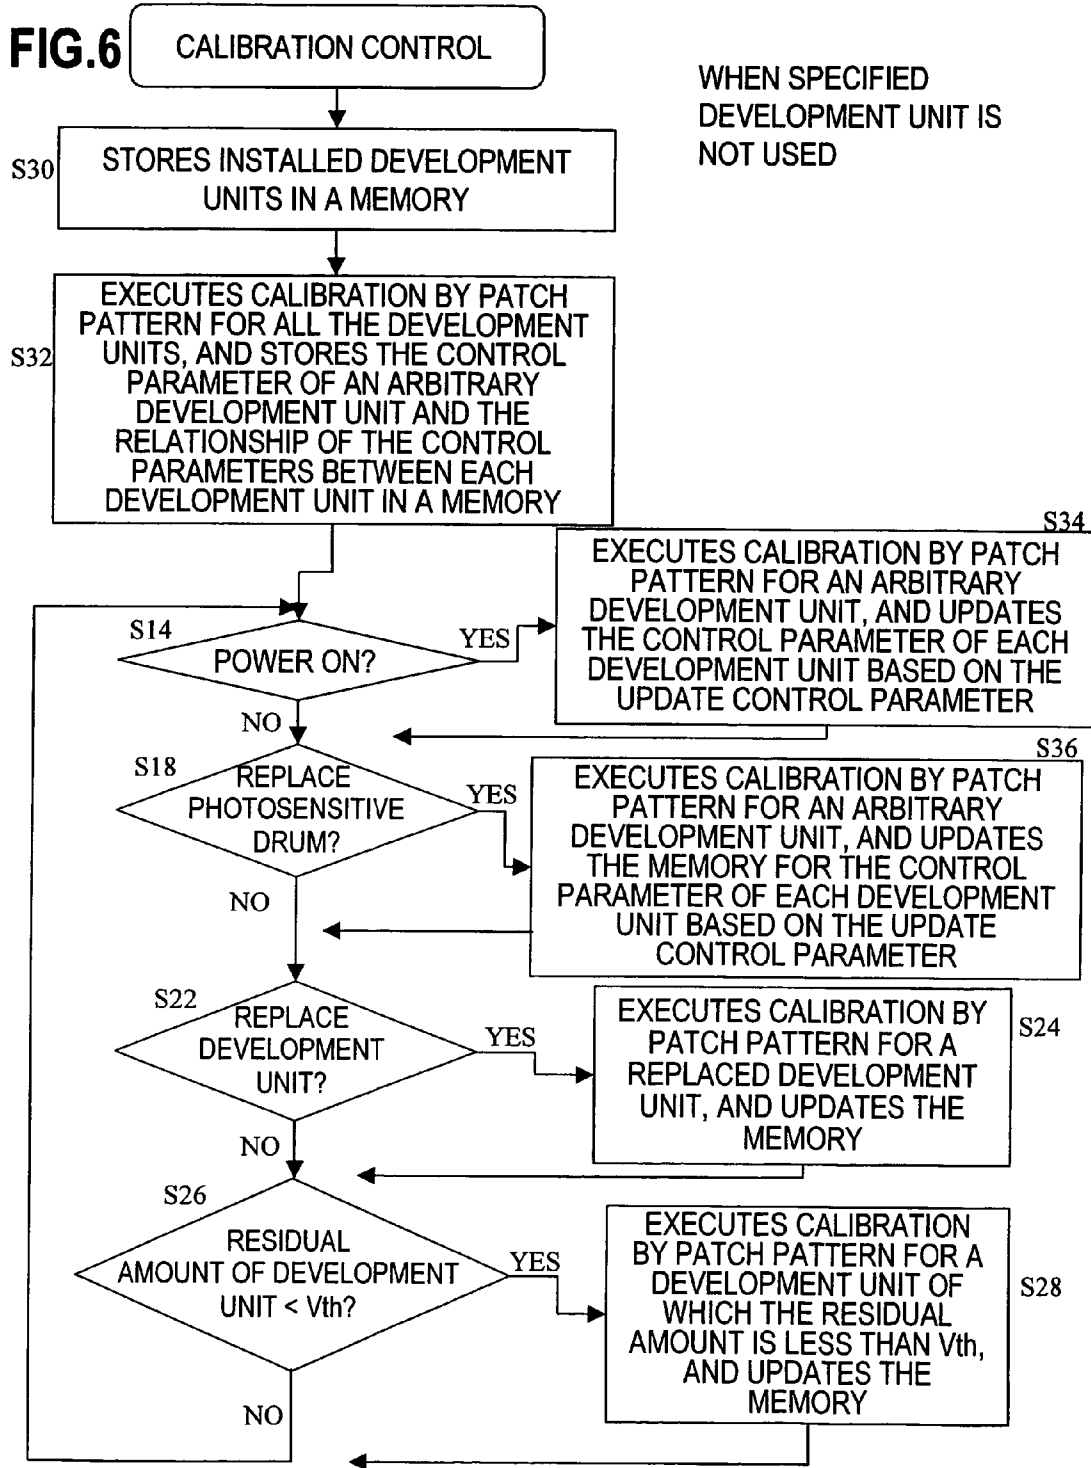 FIG.6
CALIBRATION CONTROL
WHEN SPECIFIED
DEVELOPMENT UNIT IS
NOT USED
S30
STORES INSTALLED DEVELOPMENT
UNITS IN A MEMORY
S32
EXECUTES CALIBRATION BY PATCH
PATTERN FOR ALL THE DEVELOPMENT
UNITS, AND STORES THE CONTROL
PARAMETER OF AN ARBITRARY
DEVELOPMENT UNIT AND THE
RELATIONSHIP OF THE CONTROL
PARAMETERS BETWEEN EACH
DEVELOPMENT UNIT IN A MEMORY
S14
POWER ON?
YES
NO
S34
EXECUTES CALIBRATION BY PATCH
PATTERN FOR AN ARBITRARY
DEVELOPMENT UNIT, AND UPDATES
THE CONTROL PARAMETER OF EACH
DEVELOPMENT UNIT BASED ON THE
UPDATE CONTROL PARAMETER
S18
REPLACE
PHOTOSENSITIVE
DRUM?
YES
NO
S36
EXECUTES CALIBRATION BY PATCH
PATTERN FOR AN ARBITRARY
DEVELOPMENT UNIT, AND UPDATES
THE MEMORY FOR THE CONTROL
PARAMETER OF EACH DEVELOPMENT
UNIT BASED ON THE UPDATE
CONTROL PARAMETER
S22
REPLACE
DEVELOPMENT
UNIT?
YES
NO
S24
EXECUTES CALIBRATION BY
PATCH PATTERN FOR A
REPLACED DEVELOPMENT
UNIT, AND UPDATES THE
MEMORY
S26
RESIDUAL
AMOUNT OF DEVELOPMENT
UNIT < Vth?
YES
NO
S28
EXECUTES CALIBRATION
BY PATCH PATTERN FOR A
DEVELOPMENT UNIT OF
WHICH THE RESIDUAL
AMOUNT IS LESS THAN Vth,
AND UPDATES THE
MEMORY